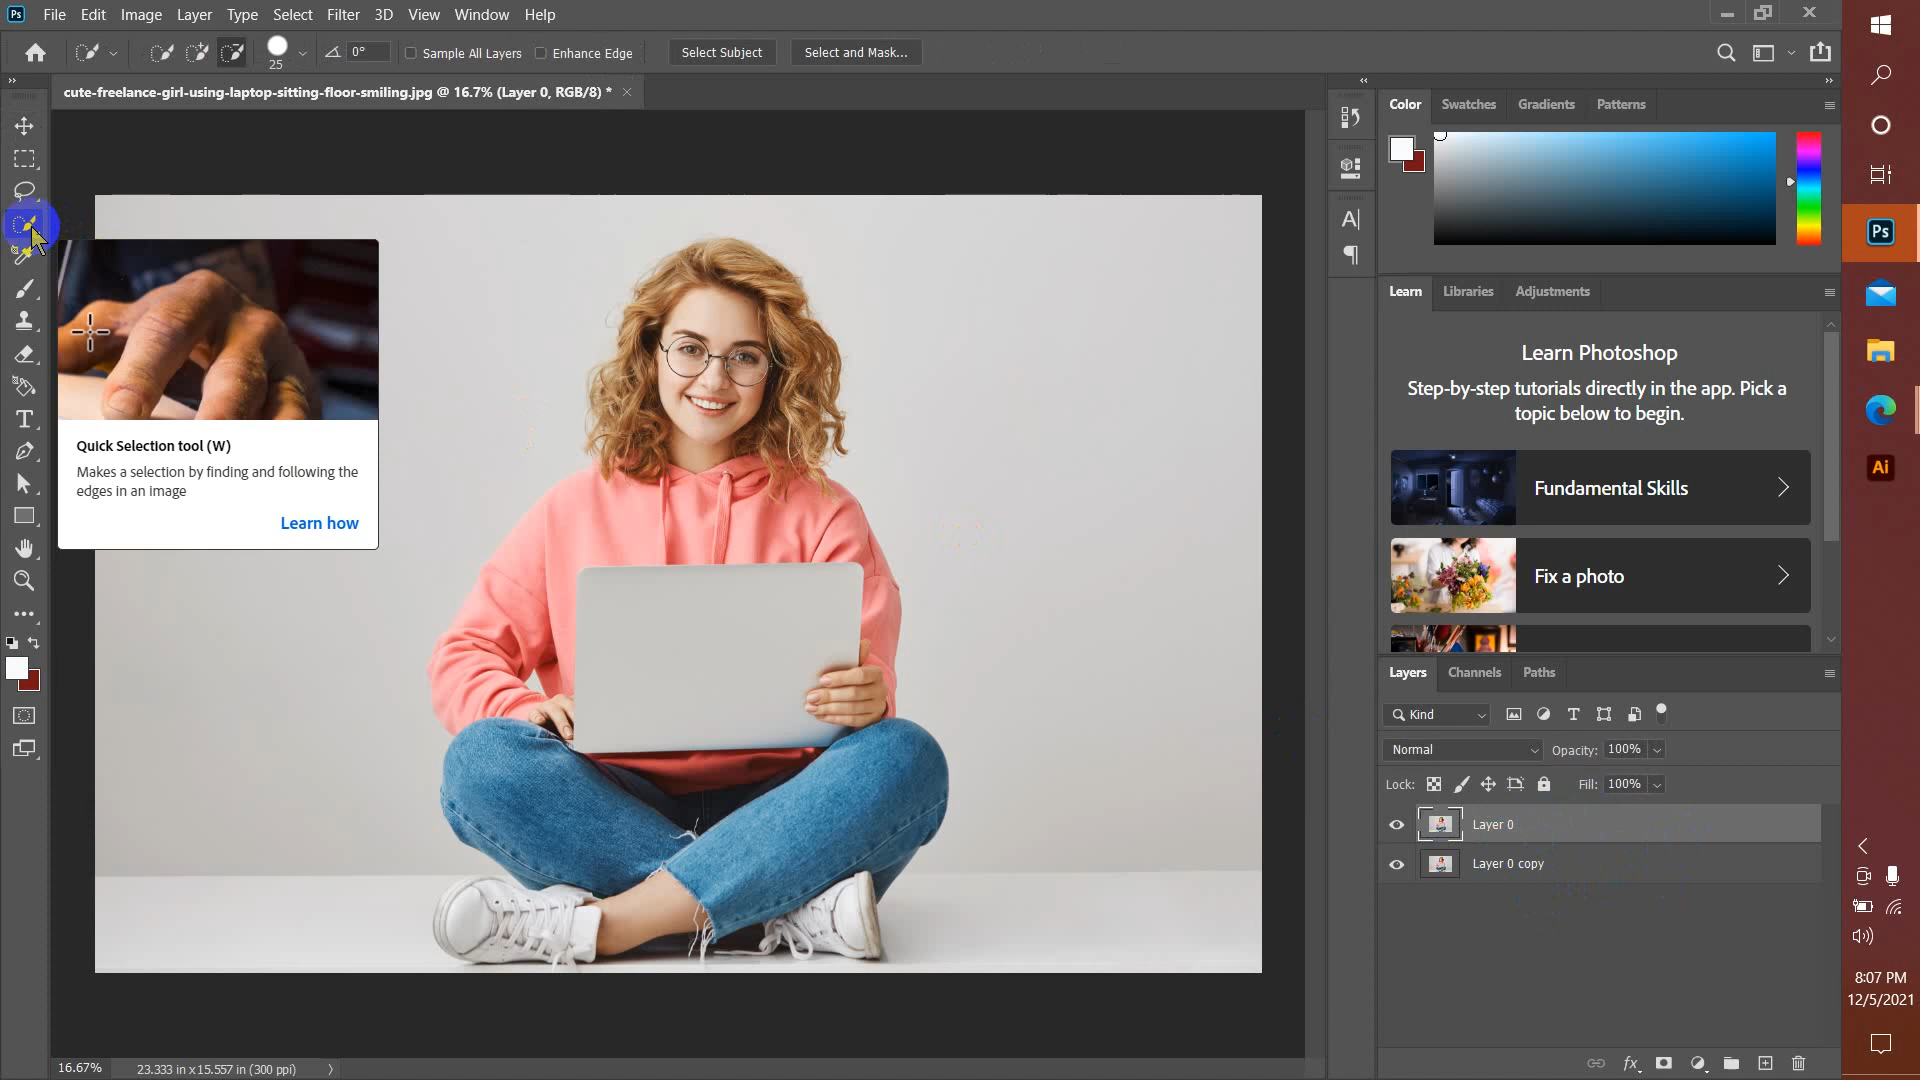 Ps File Edit Image Layer Type Select Filter 3D View Window Help
25 0° Sample All Layers Enhance Edge Select Subject Select and Mask...
cute-freelance-girl-using-laptop-sitting-floor-smiling.jpg @ 16.7% (Layer 0, RGB/8) *
Color Swatches Gradients Patterns
Ps
Learn Libraries Adjustments
Learn Photoshop
Step-by-step tutorials directly in the app. Pick a
topic below to begin.
Fundamental Skills
Fix a photo
Quick Selection tool (W)
Makes a selection by finding and following the
edges in an image
Learn how
Ai
Layers Channels Paths
Kind
Normal Opacity: 100%
Lock: Fill: 100%
Layer 0
Layer 0 copy
16.67% 23.333 in x 15.557 in (300 ppi)
8:07 PM
12/5/2021